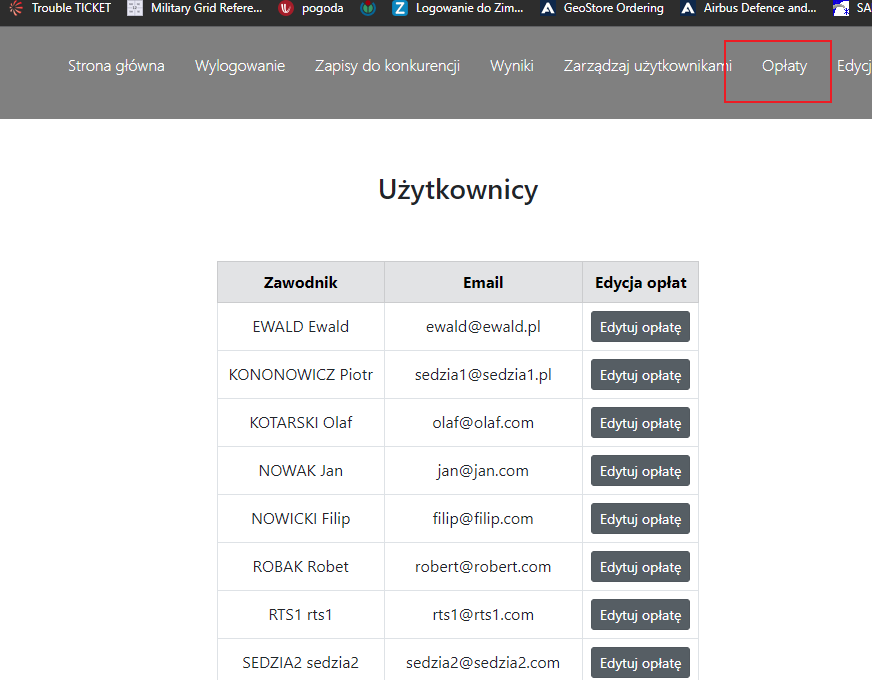 Trouble TICKET Military Grid Refere... pogoda Logowanie do Zim... GeoStore Ordering Airbus Defence and... SA
Strona główna Wylogowanie Zapisy do konkurencji Wyniki Zarządzaj użytkownikami Opłaty Edycj
Użytkownicy
Zawodnik Email Edycja opłat
EWALD Ewald ewald@ewald.pl Edytuj opłatę
KONONOWICZ Piotr sedzia1@sedzia1.pl Edytuj opłatę
KOTARSKI Olaf olaf@olaf.com Edytuj opłatę
NOWAK Jan jan@jan.com Edytuj opłatę
NOWICKI Filip filip@filip.com Edytuj opłatę
ROBAK Robet robert@robert.com Edytuj opłatę
RTS1 rts1 rts1@rts1.com Edytuj opłatę
SEDZIA2 sedzia2 sedzia2@sedzia2.com Edytuj opłatę